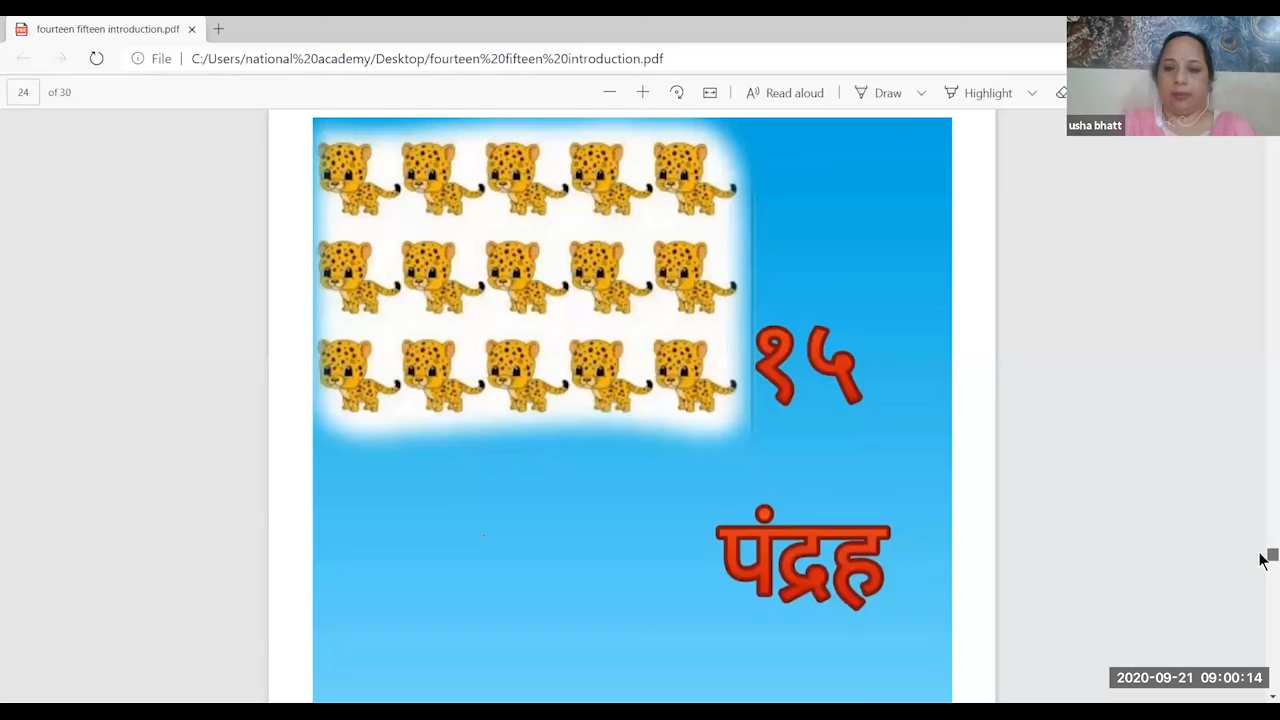 fourteen fifteen introduction.pdf
File
C:/Users/national%20academy/Desktop/fourteen%20fifteen%20introduction.pdf
24 of 30
Read aloud
Draw
Highlight
usha bhatt
१५
पंद्रह
2020-09-21 09:00:14